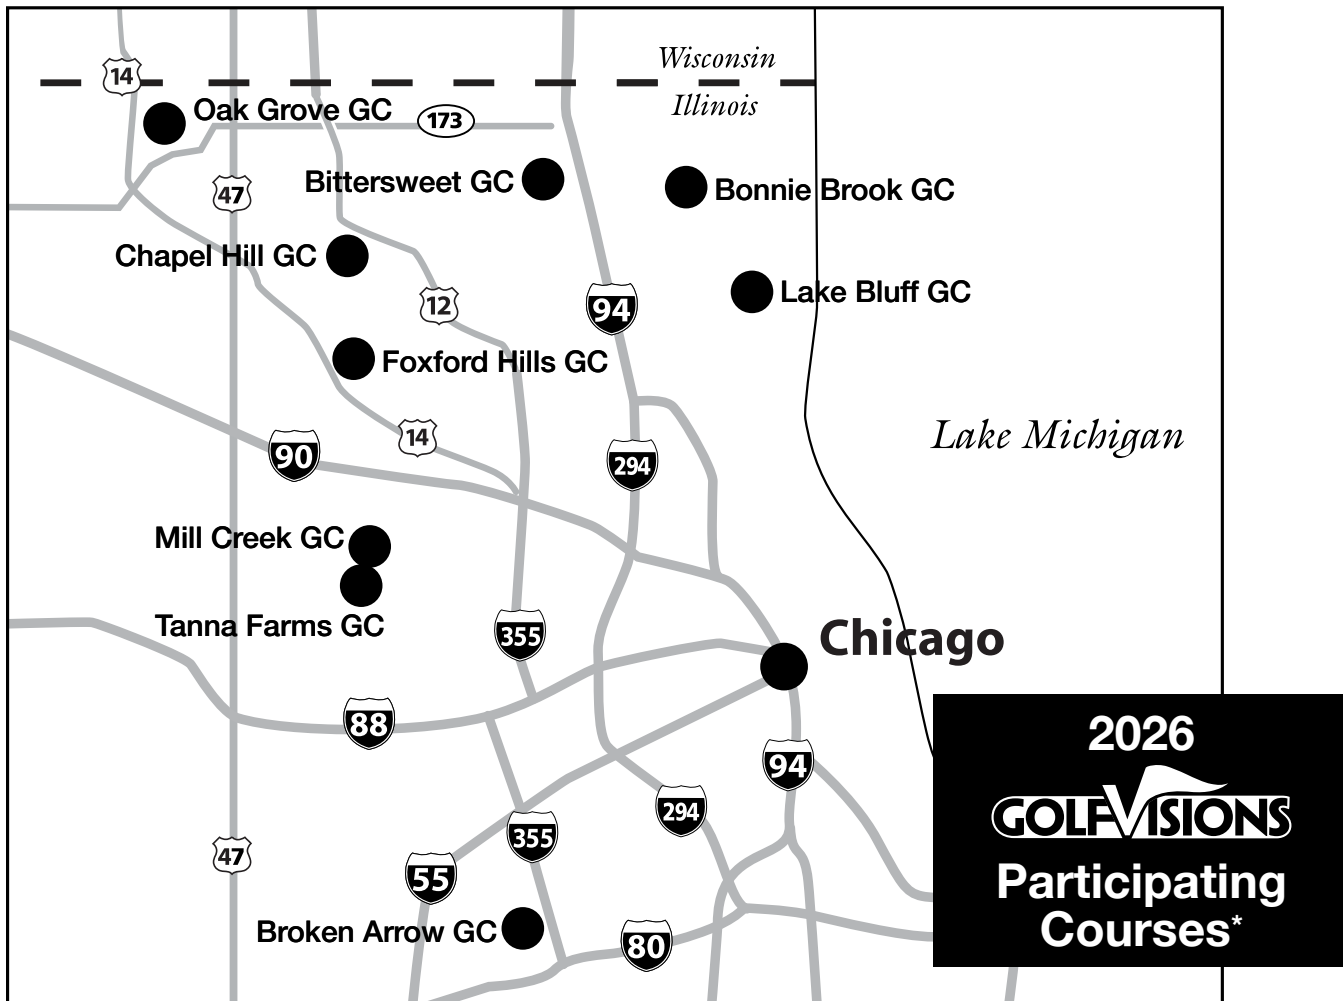 Wisconsin
14
Illinois
Oak Grove GC
173
Bittersweet GC
47
Bonnie Brook GC
Chapel Hill GC
Lake Bluff GC
12
94
Foxford Hills GC
14
Lake Michigan
90
294
Mill Creek GC
Tanna Farms GC
355
Chicago
88
94
294
355
47
55
Broken Arrow GC
80
2026
GOLFVISIONS
Participating
Courses*